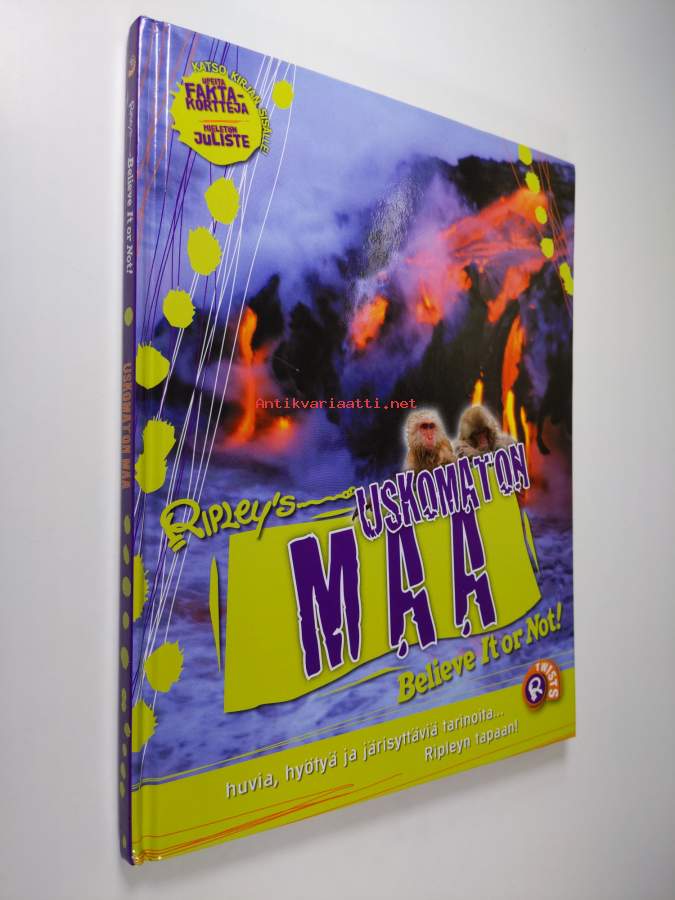 KATSO KIRJAN SISÄLLE!
UPEITA
FAKTA-
KORTTEJA
MIELETÖN
JULISTE
Ripley's Believe It or Not!
USKOMATON MAA
Antikvariaatti.net
RIPLEY'S
USKOMATON
MAA
Believe It or Not!
R
TWISTS
huvia, hyötyä ja järisyttäviä tarinoita...
Ripleyn tapaan!